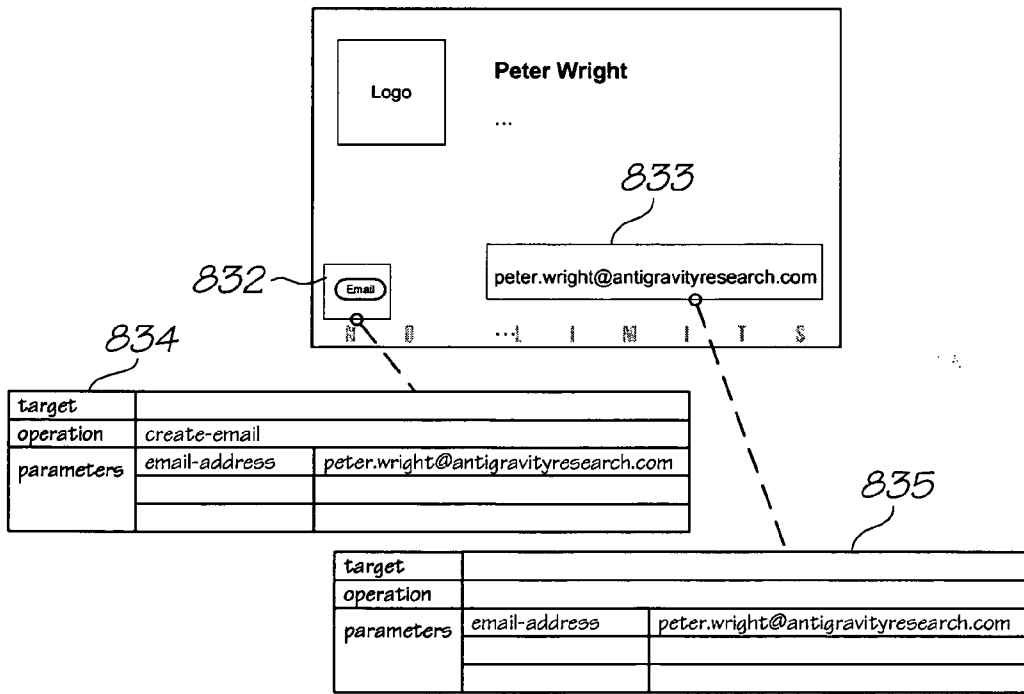 Logo
Peter Wright
...
833
peter.wright@antigravityresearch.com
832
Email
N O ...L I M I T S
834
target
operation create-email
parameters email-address peter.wright@antigravityresearch.com
835
target
operation
parameters email-address peter.wright@antigravityresearch.com